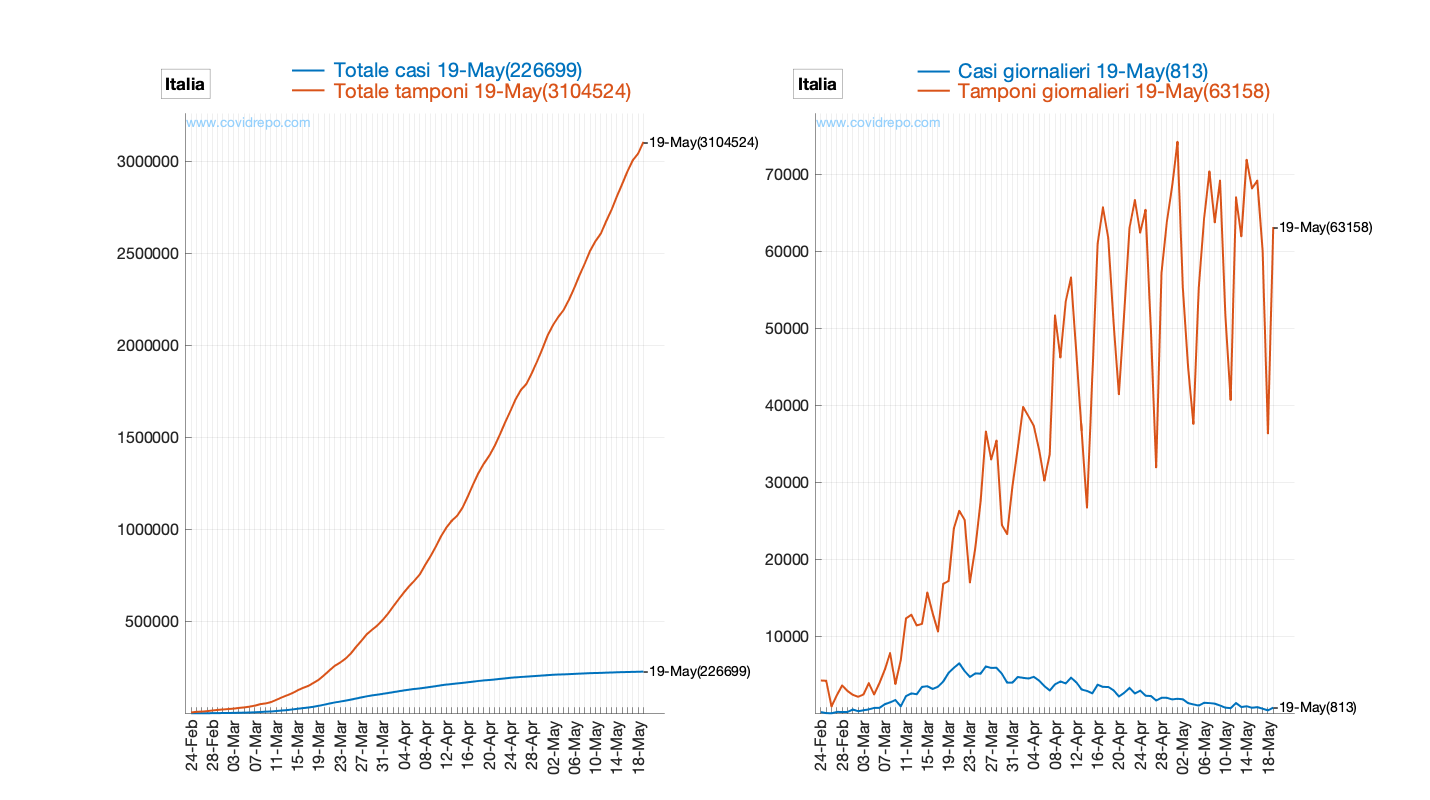 Italia
Totale casi 19-May(226699)
Totale tamponi 19-May(3104524)
www.covidrepo.com
19-May(3104524)
3000000
2500000
2000000
1500000
1000000
500000
19-May(226699)
24-Feb
28-Feb
03-Mar
07-Mar
11-Mar
15-Mar
19-Mar
23-Mar
27-Mar
31-Mar
04-Apr
08-Apr
12-Apr
16-Apr
20-Apr
24-Apr
28-Apr
02-May
06-May
10-May
14-May
18-May
Italia
Casi giornalieri 19-May(813)
Tamponi giornalieri 19-May(63158)
www.covidrepo.com
70000
60000
50000
40000
30000
20000
10000
19-May(63158)
19-May(813)
24-Feb
28-Feb
03-Mar
07-Mar
11-Mar
15-Mar
19-Mar
23-Mar
27-Mar
31-Mar
04-Apr
08-Apr
12-Apr
16-Apr
20-Apr
24-Apr
28-Apr
02-May
06-May
10-May
14-May
18-May